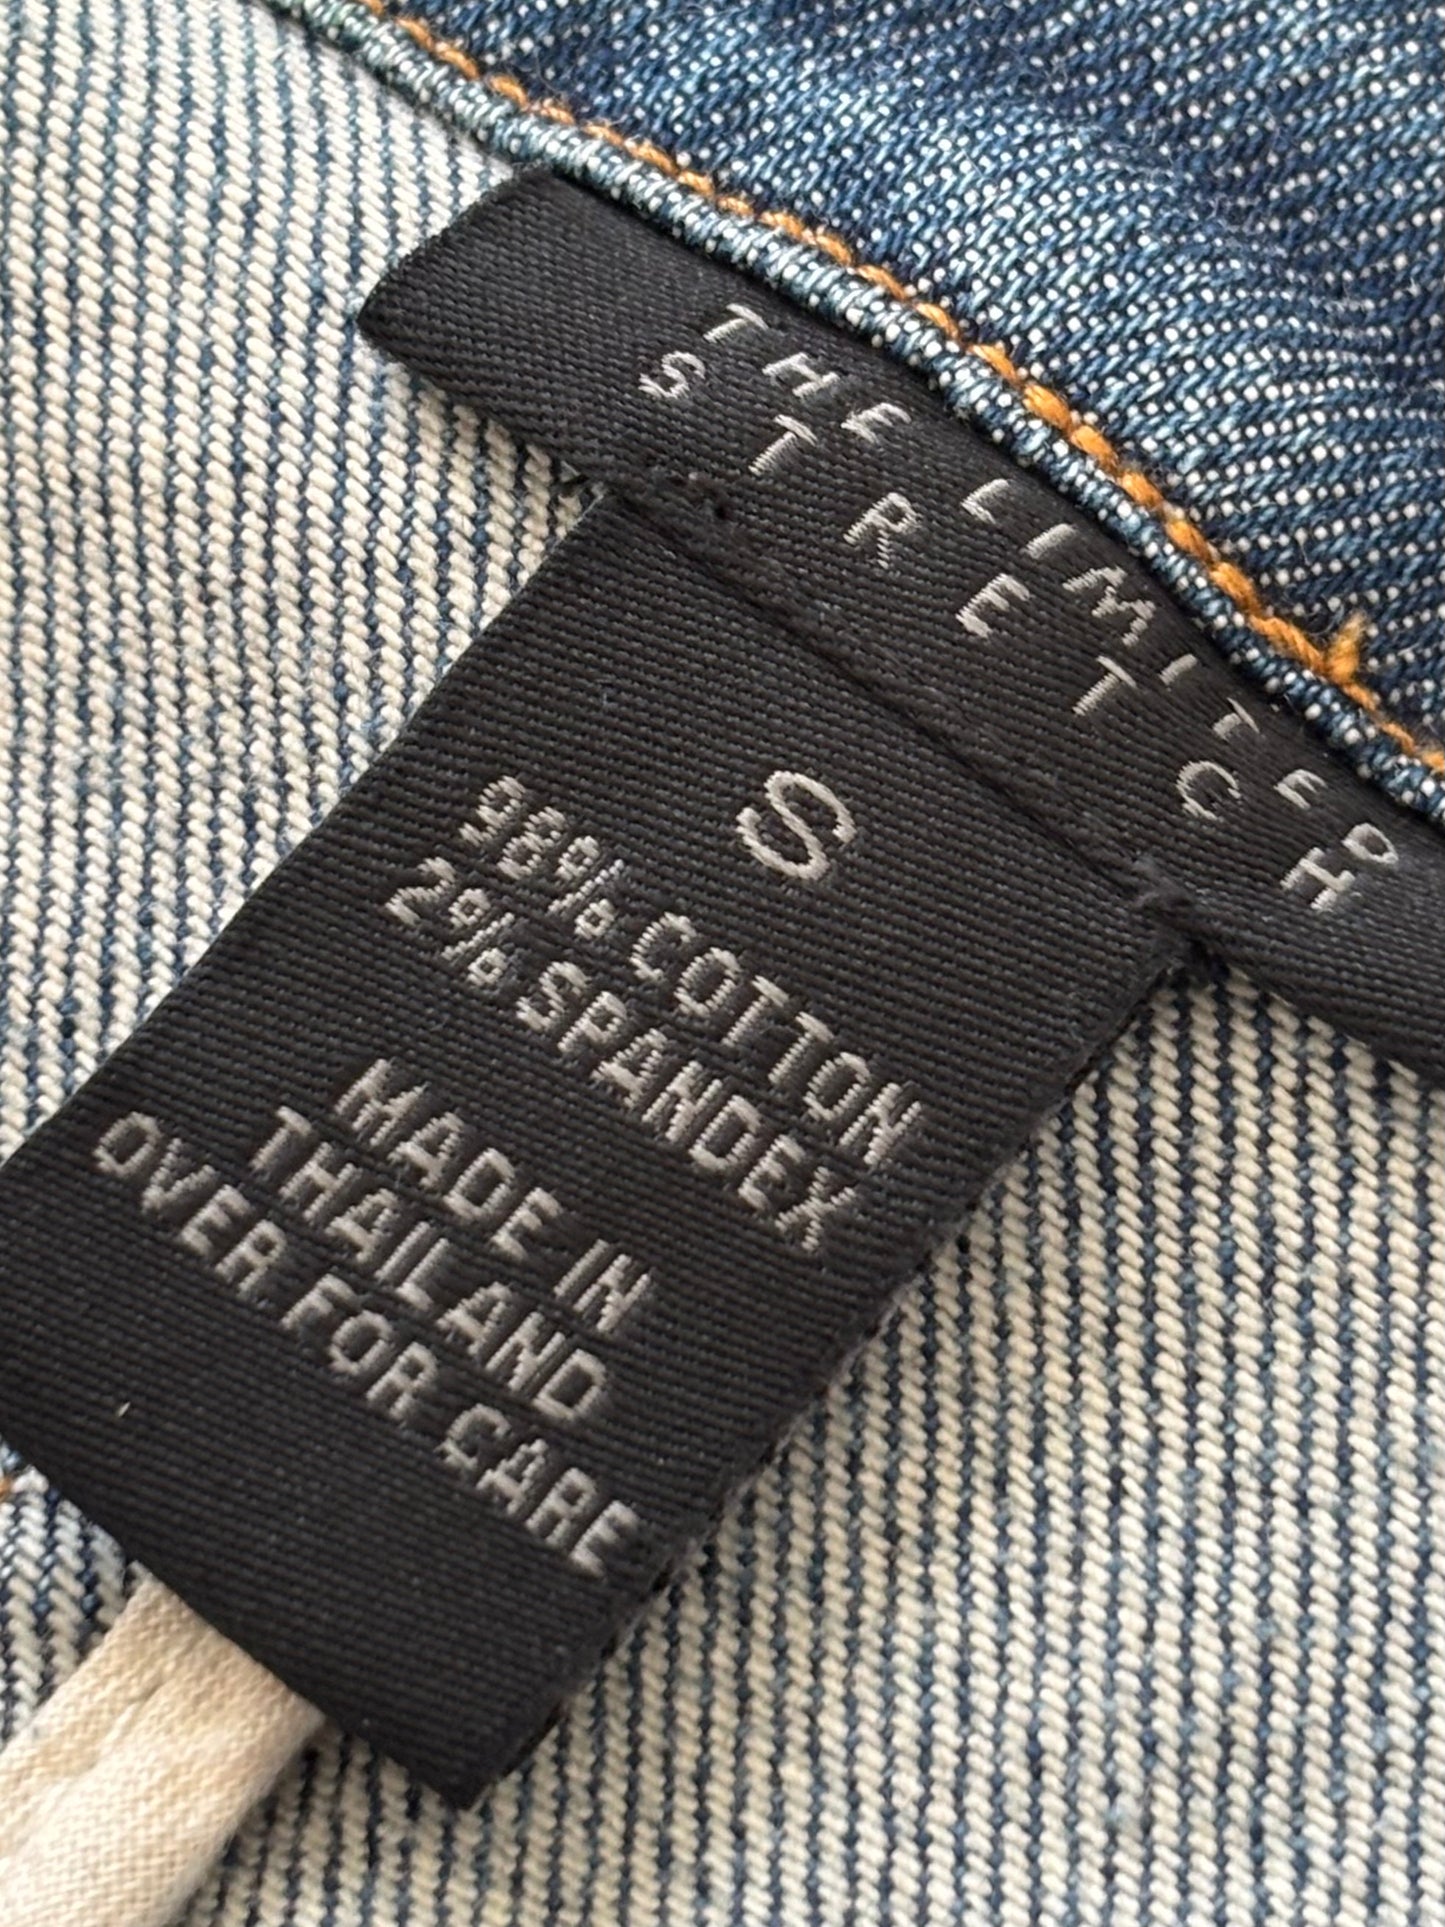 THE LIMITED
STRETCH
S
98% COTTON
2% SPANDEX
MADE IN
THAILAND
OVER FOR CARE